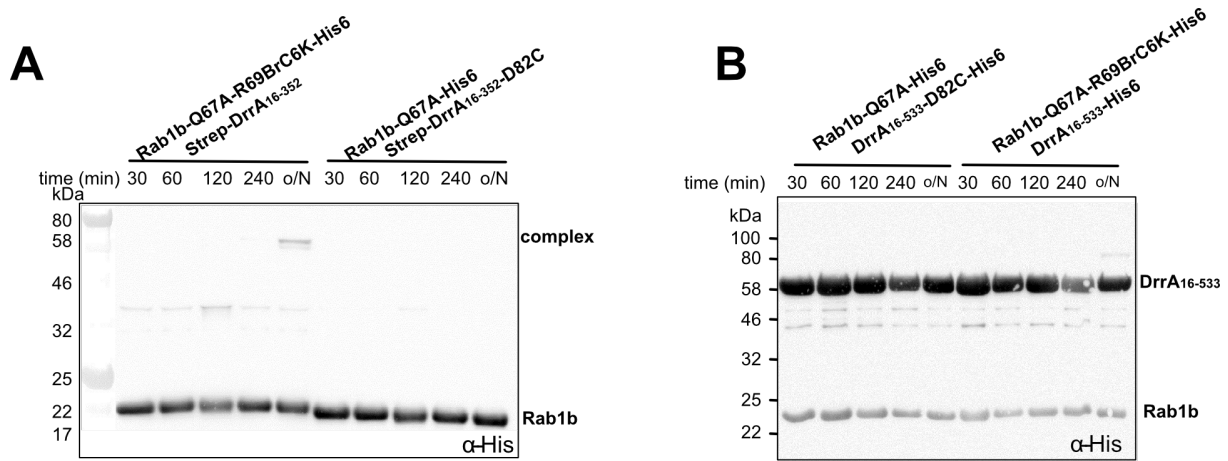 A
Rab1b-Q67A-R69BrC6K-His6
Strep-DrrA16-352
Rab1b-Q67A-His6
Strep-DrrA16-352-D82C
time (min) 30 60 120 240 o/N 30 60 120 240 o/N
kDa
80
58
46
32
25
22
17
complex
Rab1b
α-His
B
Rab1b-Q67A-His6
DrrA16-533-D82C-His6
Rab1b-Q67A-R69BrC6K-His6
DrrA16-533-His6
time (min) 30 60 120 240 o/N 30 60 120 240 o/N
kDa
100
80
58
46
32
25
22
DrrA16-533
Rab1b
α-His